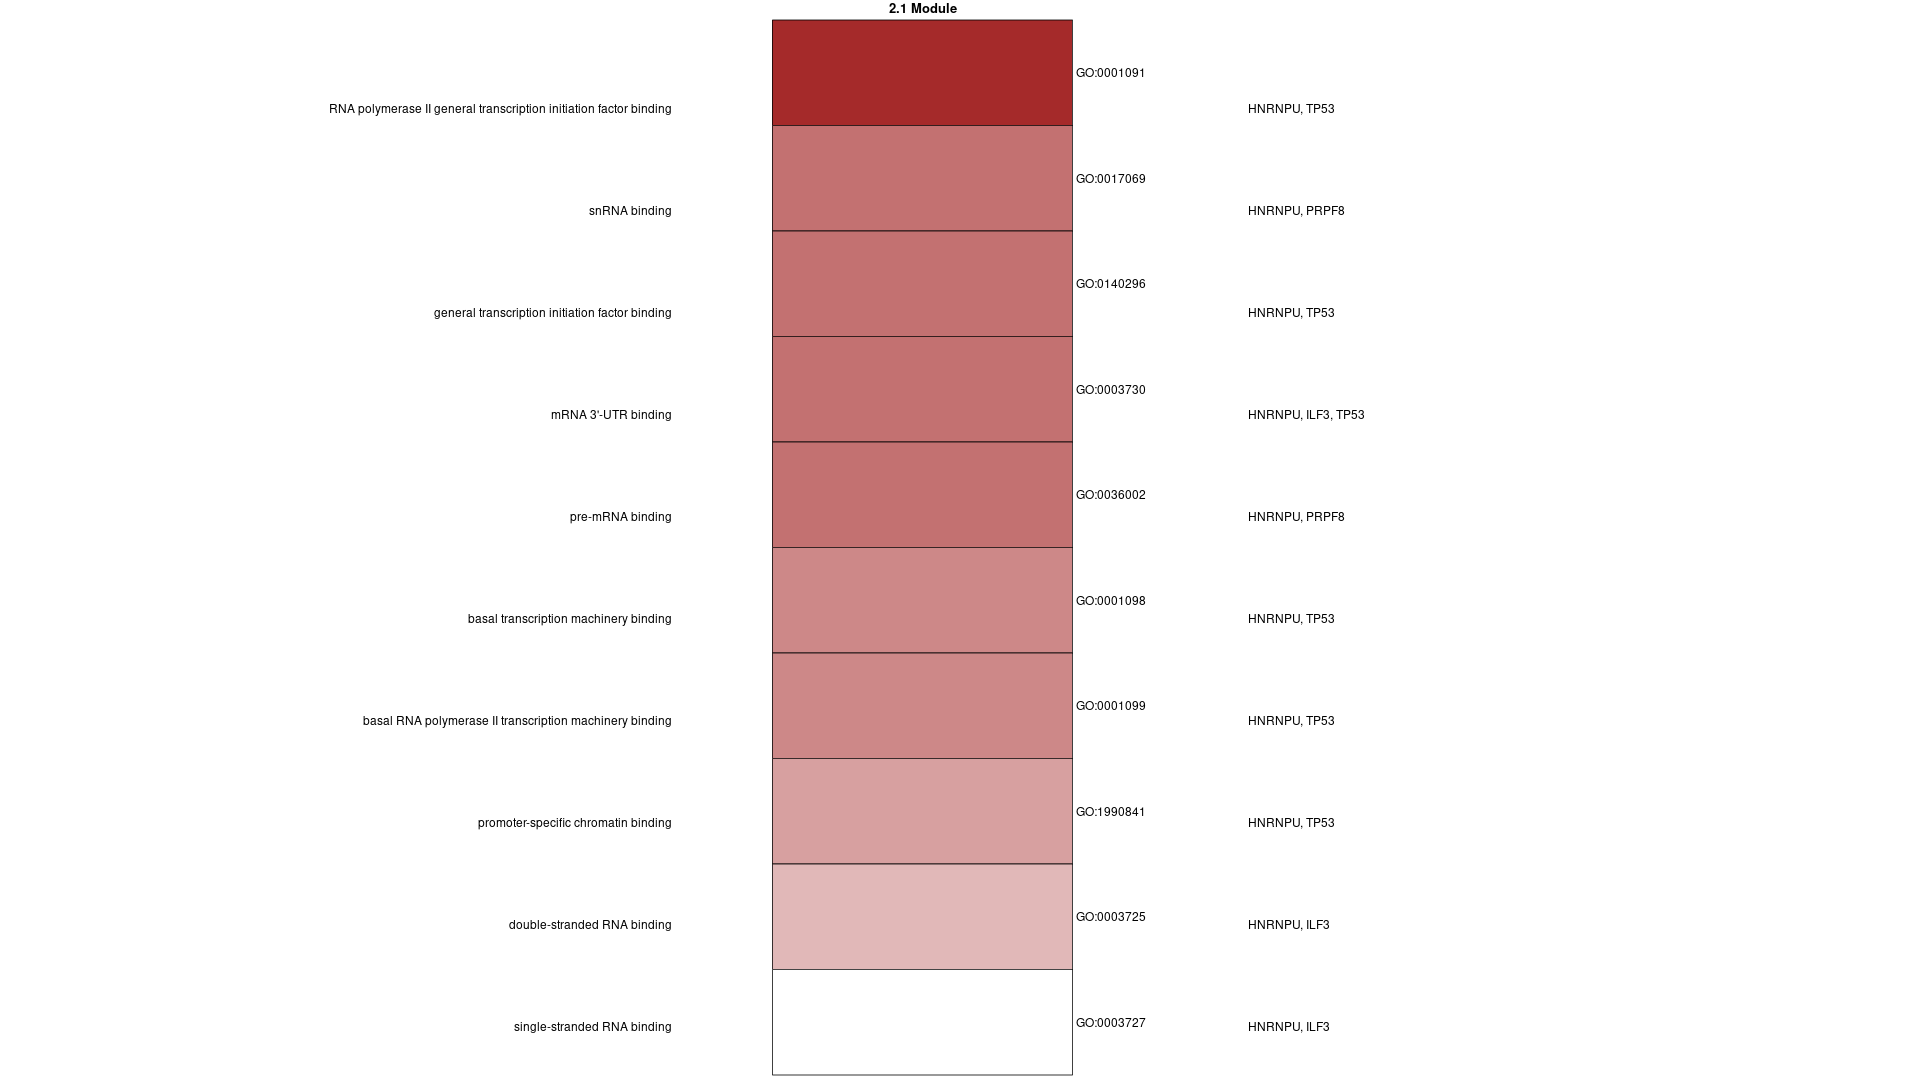 2.1 Module
GO:0001091
RNA polymerase II general transcription initiation factor binding HNRNPU, TP53
GO:0017069
snRNA binding HNRNPU, PRPF8
GO:0140296
general transcription initiation factor binding HNRNPU, TP53
GO:0003730
mRNA 3'-UTR binding HNRNPU, ILF3, TP53
GO:0036002
pre-mRNA binding HNRNPU, PRPF8
GO:0001098
basal transcription machinery binding HNRNPU, TP53
GO:0001099
basal RNA polymerase II transcription machinery binding HNRNPU, TP53
GO:1990841
promoter-specific chromatin binding HNRNPU, TP53
GO:0003725
double-stranded RNA binding HNRNPU, ILF3
GO:0003727
single-stranded RNA binding HNRNPU, ILF3